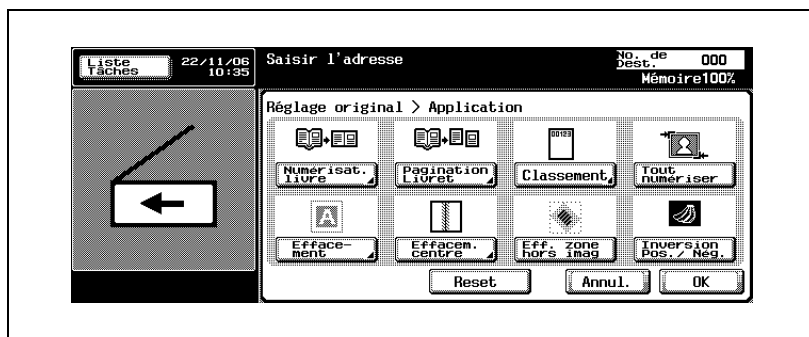 Liste
Tâches
22/11/06
10:35
Saisir l'adresse
No. de
Dest.
000
Mémoire100%
Réglage original > Application
Numérisat.
livre
Pagination
Livret
00123
Classement
Tout
numériser
A
Efface-
ment
Effacem.
centre
Eff. zone
hors imag
Inversion
Pos./ Nég.
Reset
Annul.
OK